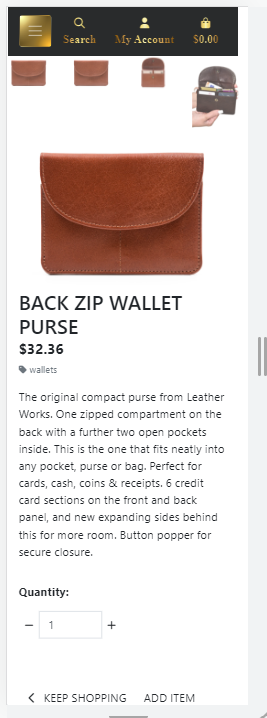 Search My Account $0.00
BACK ZIP WALLET
PURSE
$32.36
wallets
The original compact purse from Leather
Works. One zipped compartment on the
back with a further two open pockets
inside. This is the one that fits neatly into
any pocket, purse or bag. Perfect for
cards, cash, coins & receipts. 6 credit
card sections on the front and back
panel, and new expanding sides behind
this for more room. Button popper for
secure closure.
Quantity:
− 1 +
KEEP SHOPPING ADD ITEM